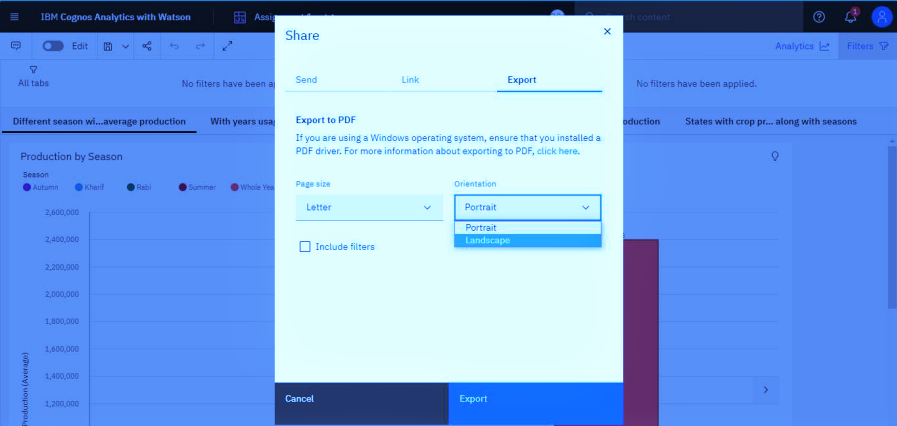 IBM Cognos Analytics with Watson
content
Share
Edit
Analytics
Filters
Send
Link
Export
All tabs
No filters have been
No filters have been applied.
Export to PDF
Different season wi...average production
With years
States with crop pr... along with seasons
If you are using a Windows operating system, ensure that you installed a
PDF driver. For more information about exporting to PDF, click here.
Production by Season
Season
Autumn
Kharif
Rabi
Summer
Whole
Page size
Orientation
Letter
Portrait
Portrait
Landscape
Include filters
2,600,000
2,400,000
2,200,000
2,000,000
1,800,000
1,600,000
1,400,000
1,200,000
Production (Average)
Cancel
Export